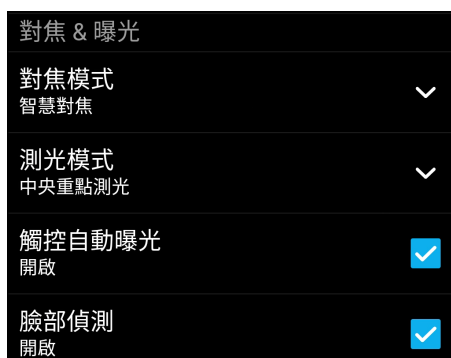 對焦 & 曝光
對焦模式
智慧對焦
測光模式
中央重點測光
觸控自動曝光
開啟
臉部偵測
開啟